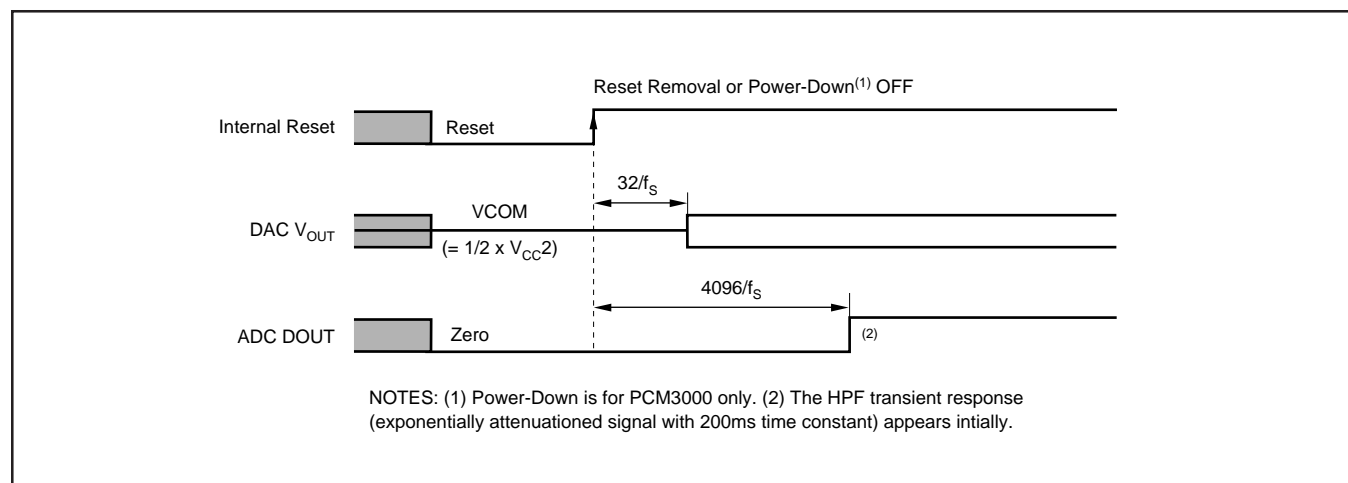 Reset Removal or Power-Down(1) OFF
Internal Reset
Reset
32/fS
DAC VOUT
VCOM
(= 1/2 x VCC2)
4096/fS
ADC DOUT
Zero
(2)
NOTES: (1) Power-Down is for PCM3000 only. (2) The HPF transient response
(exponentially attenuationed signal with 200ms time constant) appears intially.